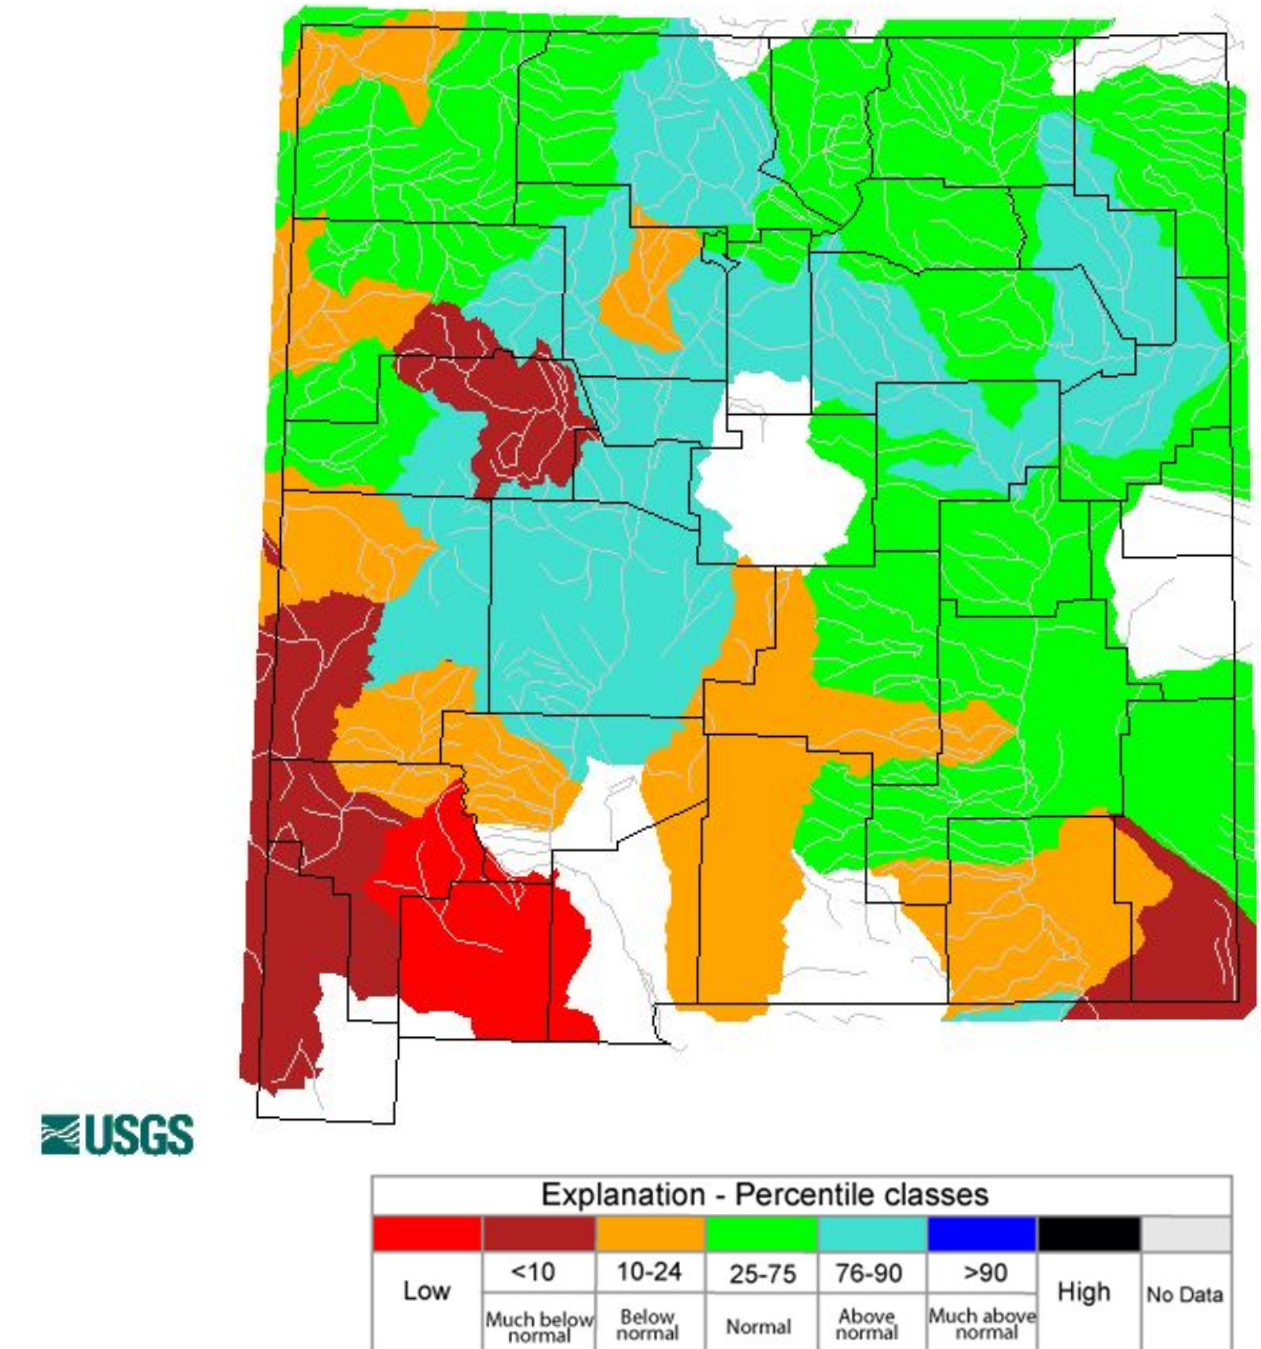 USGS
Explanation - Percentile classes
Low
<10
10-24
25-75
76-90
>90
High
No Data
Much below
normal
Below
normal
Normal
Above
normal
Much above
normal